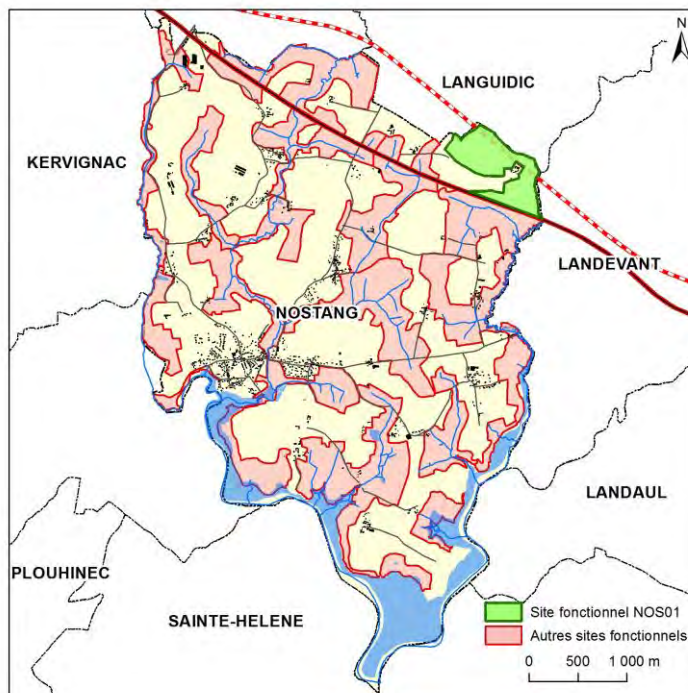 N
LANGUIDIC
KERVIGNAC
LANDEVANT
NOSTANG
LANDAUL
PLOUHINEC
SAINTE-HELENE
Site fonctionnel NOS01
Autres sites fonctionnels
0 500 1 000 m